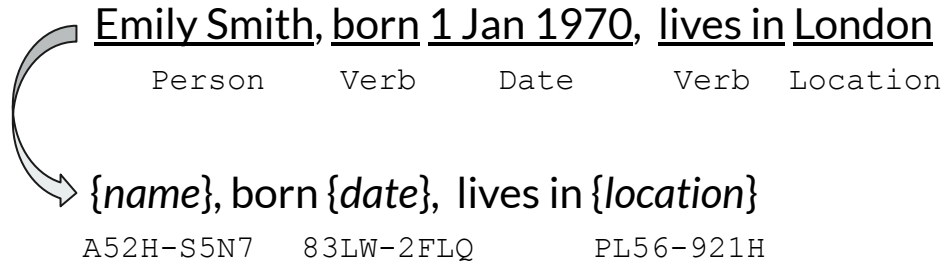 Emily Smith, born 1 Jan 1970, lives in London
Person Verb Date Verb Location
{name}, born {date}, lives in {location}
A52H-S5N7 83LW-2FLQ PL56-921H